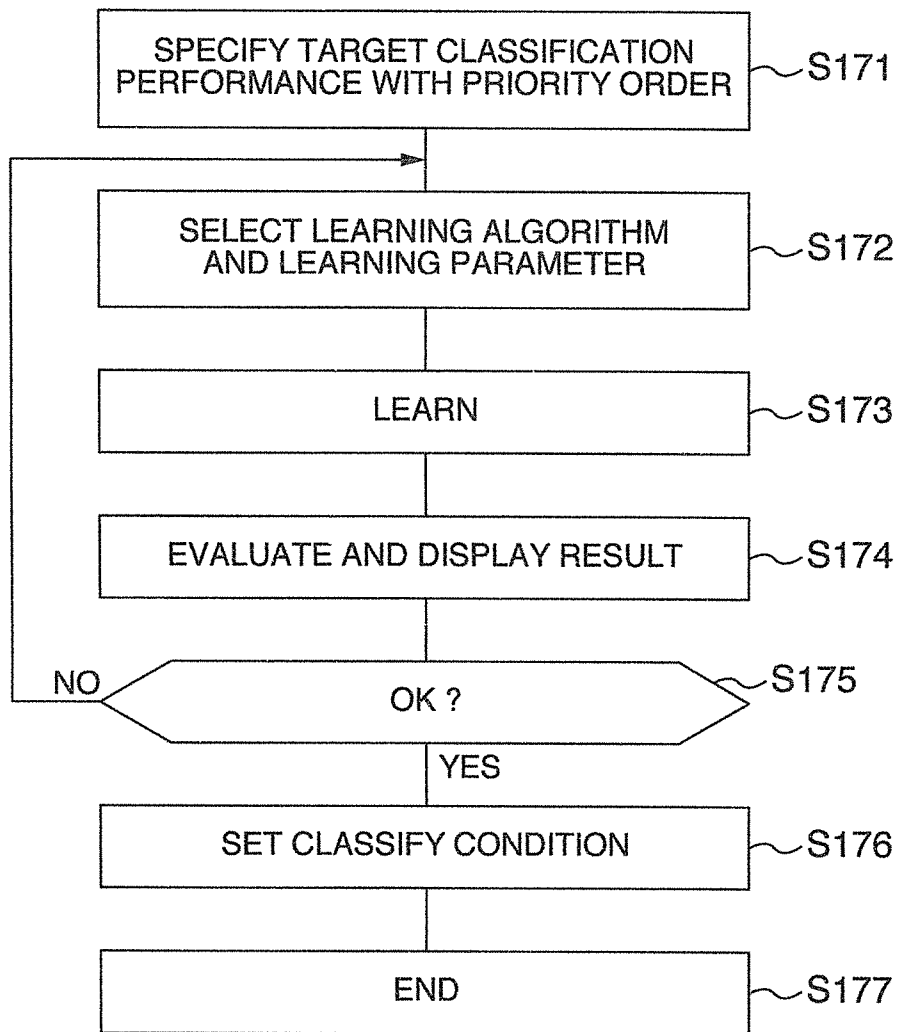 SPECIFY TARGET CLASSIFICATION
PERFORMANCE WITH PRIORITY ORDER
S171
SELECT LEARNING ALGORITHM
AND LEARNING PARAMETER
S172
LEARN
S173
EVALUATE AND DISPLAY RESULT
S174
NO
OK ?
S175
YES
SET CLASSIFY CONDITION
S176
END
S177